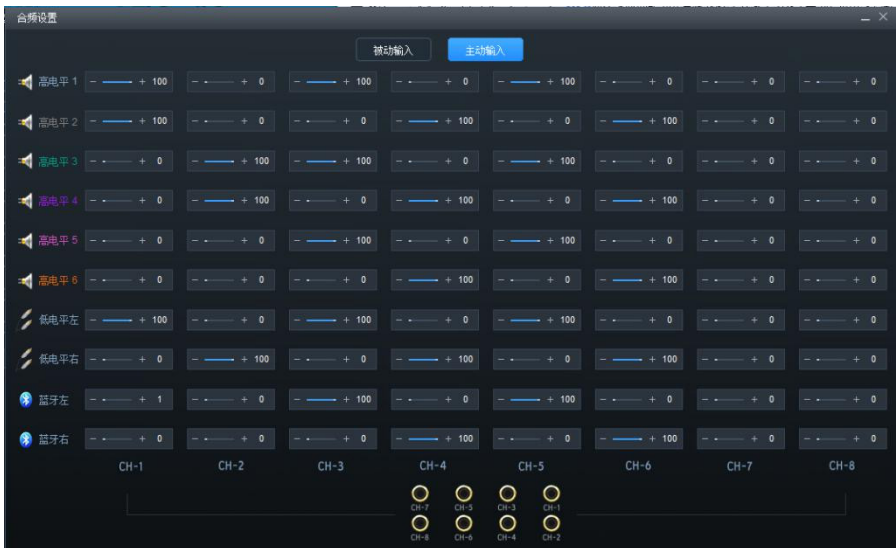 合频设置
被动输入 主动输入
高电平 1 - + 100 - + 0 - + 100 - + 0 - + 100 - + 0 - + 0 - + 0
高电平 2 - + 100 - + 0 - + 0 - + 100 - + 0 - + 100 - + 0 - + 0
高电平 3 - + 0 - + 100 - + 100 - + 0 - + 100 - + 0 - + 0 - + 0
高电平 4 - + 0 - + 100 - + 0 - + 100 - + 0 - + 100 - + 0 - + 0
高电平 5 - + 0 - + 0 - + 100 - + 0 - + 100 - + 0 - + 0 - + 0
高电平 6 - + 0 - + 0 - + 0 - + 100 - + 0 - + 100 - + 0 - + 0
低电平左 - + 100 - + 0 - + 100 - + 0 - + 100 - + 0 - + 0 - + 0
低电平右 - + 0 - + 100 - + 0 - + 100 - + 0 - + 100 - + 0 - + 0
蓝牙左 - + 1 - + 0 - + 100 - + 0 - + 100 - + 0 - + 0 - + 0
蓝牙右 - + 0 - + 0 - + 0 - + 100 - + 0 - + 100 - + 0 - + 0
CH-1 CH-2 CH-3 CH-4 CH-5 CH-6 CH-7 CH-8
CH-7 CH-5 CH-3 CH-1
CH-8 CH-6 CH-4 CH-2